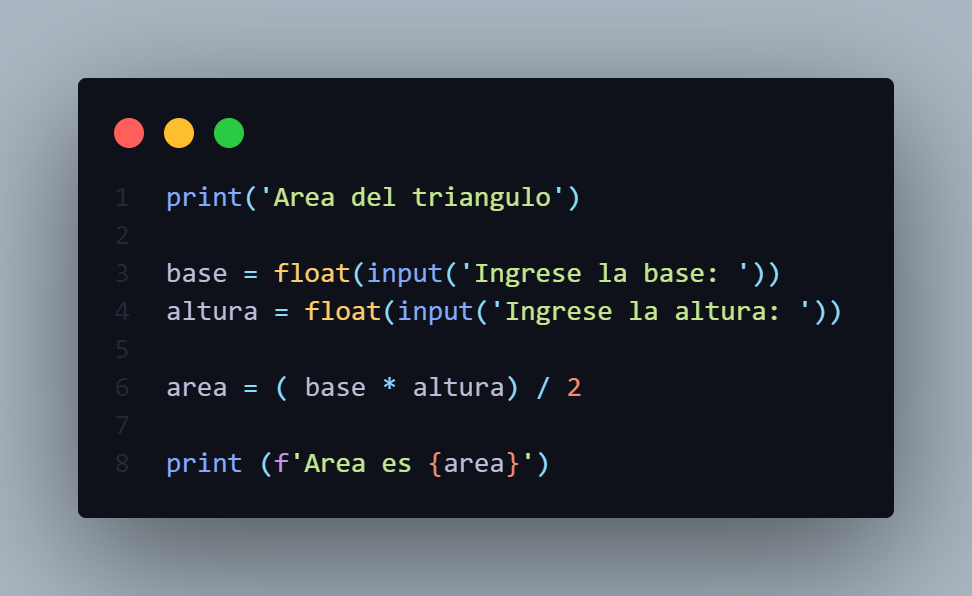 1 print('Area del triangulo')
2
3 base = float(input('Ingrese la base: '))
4 altura = float(input('Ingrese la altura: '))
5
6 area = ( base * altura) / 2
7
8 print (f'Area es {area}')